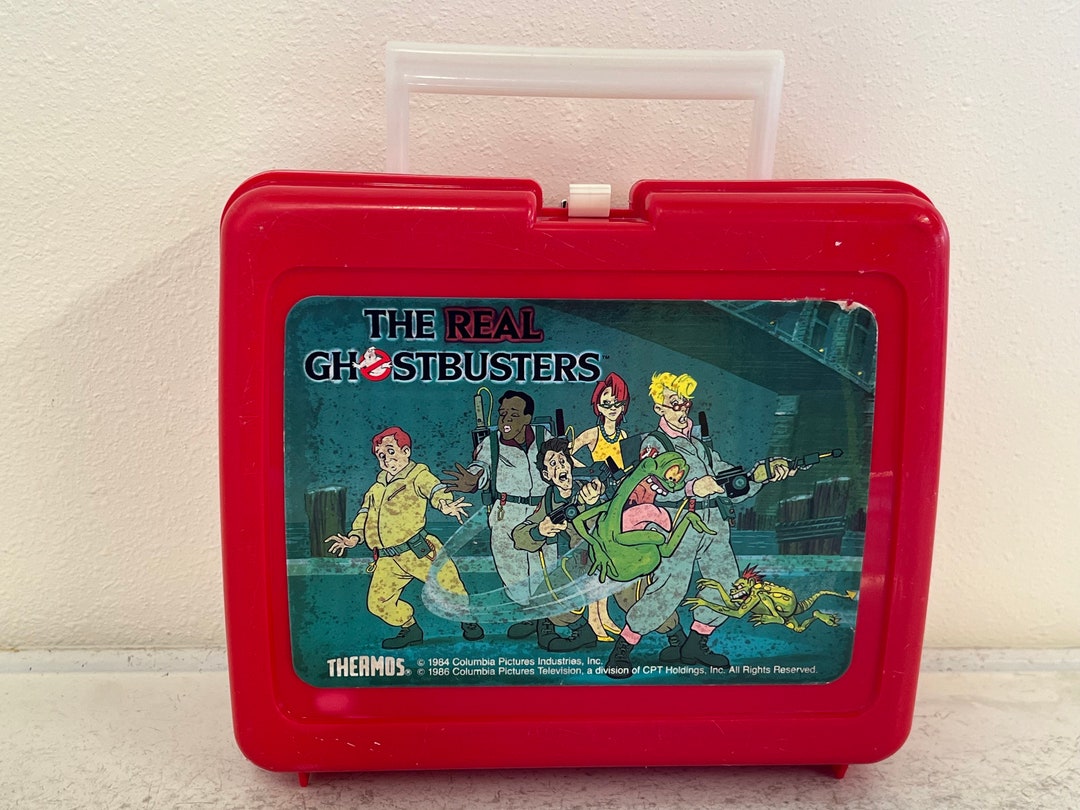 THE REAL
GHOSTBUSTERS™
THERMOS® © 1984 Columbia Pictures Industries, Inc.
© 1986 Columbia Pictures Television, a division of CPT Holdings, Inc. All Rights Reserved.